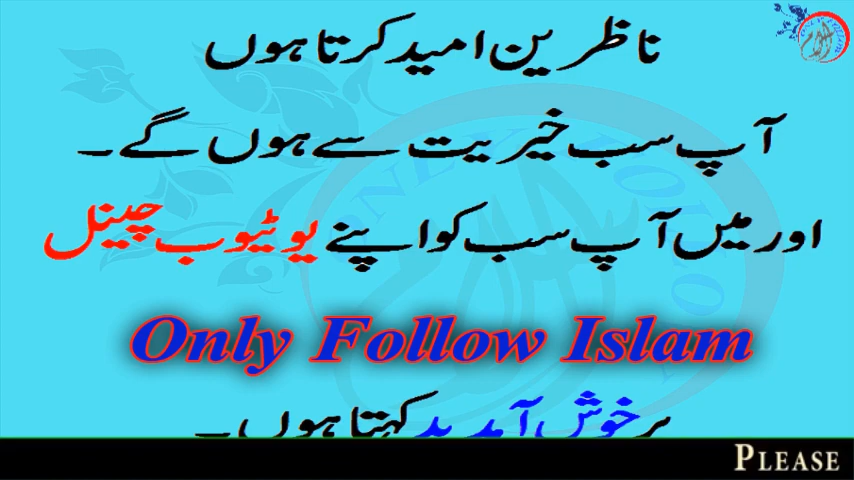 ناظرین امید کرتا ہوں
آپ سب خیریت سے ہوں گے۔
اور میں آپ سب کو اپنے یوٹیوب چینل
Only Follow Islam
پر خوش آمدید کہتا ہوں۔
PLEASE